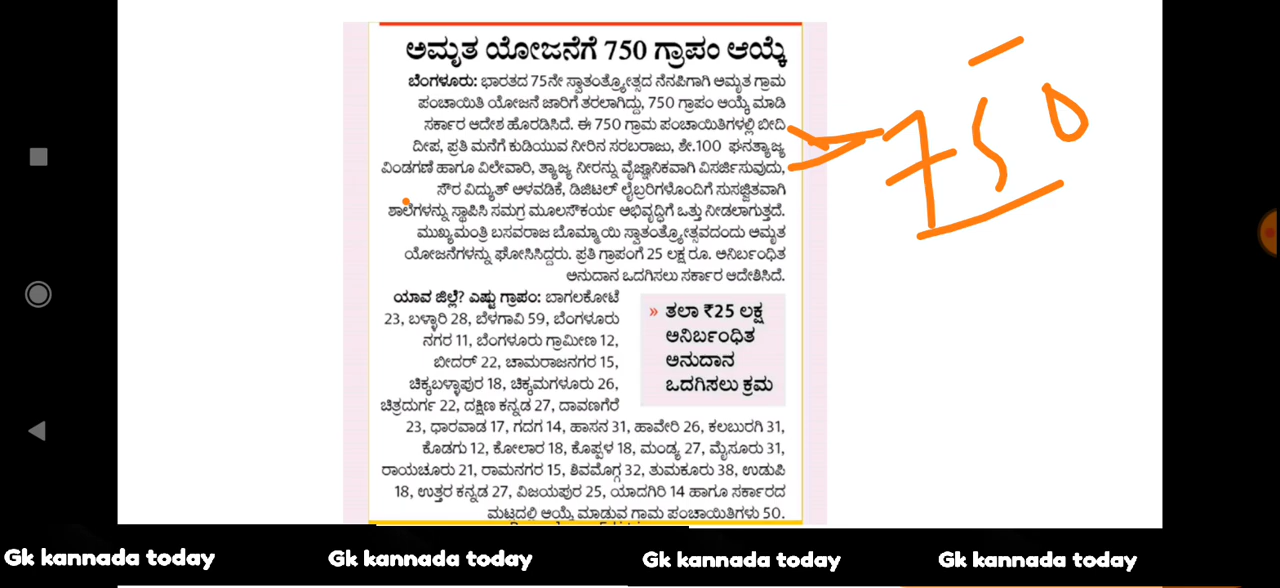 ಅಮೃತ ಯೋಜನೆಗೆ 750 ಗ್ರಾಪಂ ಆಯ್ಕೆ
ಬೆಂಗಳೂರು: ಭಾರತದ 75ನೇ ಸ್ವಾತಂತ್ರ್ಯೋತ್ಸದ ನೆನಪಿಗಾಗಿ ಅಮೃತ ಗ್ರಾಮ
ಪಂಚಾಯಿತಿ ಯೋಜನೆ ಜಾರಿಗೆ ತರಲಾಗಿದ್ದು, 750 ಗ್ರಾಪಂ ಆಯ್ಕೆ ಮಾಡಿ
ಸರ್ಕಾರ ಆದೇಶ ಹೊರಡಿಸಿದೆ. ಈ 750 ಗ್ರಾಮ ಪಂಚಾಯಿತಿಗಳಲ್ಲಿ ಬೀದಿ
ದೀಪ, ಪ್ರತಿ ಮನೆಗೆ ಕುಡಿಯುವ ನೀರಿನ ಸರಬರಾಜು, ಶೇ.100 ಘನತ್ಯಾಜ್ಯ
ವಿಂಡಗಣೆ ಹಾಗೂ ವಿಲೇವಾರಿ, ತ್ಯಾಜ್ಯ ನೀರನ್ನು ವೈಜ್ಞಾನಿಕವಾಗಿ ವಿಸರ್ಜಿಸುವುದು,
ಸೌರ ವಿದ್ಯುತ್ ಅಳವಡಿಕೆ, ಡಿಜಿಟಲ್ ಲೈಬ್ರರಿಗಳೊಂದಿಗೆ ಸುಸಜ್ಜಿತವಾಗಿ
ಶಾಲೆಗಳನ್ನು ಸ್ಥಾಪಿಸಿ ಸಮಗ್ರ ಮೂಲಸೌಕರ್ಯ ಅಭಿವೃದ್ಧಿಗೆ ಒತ್ತು ನೀಡಲಾಗುತ್ತದೆ.
ಮುಖ್ಯಮಂತ್ರಿ ಬಸವರಾಜ ಬೊಮ್ಮಾಯಿ ಸ್ವಾತಂತ್ರ್ಯೋತ್ಸವದಂದು ಅಮೃತ
ಯೋಜನೆಗಳನ್ನು ಘೋಸಿಸಿದ್ದರು. ಪ್ರತಿ ಗ್ರಾಪಂಗೆ 25 ಲಕ್ಷ ರೂ. ಅನಿರ್ಬಂಧಿತ
ಅನುದಾನ ಒದಗಿಸಲು ಸರ್ಕಾರ ಆದೇಶಿಸಿದೆ.
ಯಾವ ಜಿಲ್ಲೆ? ಎಷ್ಟು ಗ್ರಾಪಂ: ಬಾಗಲಕೋಟೆ
23, ಬಳ್ಳಾರಿ 28, ಬೆಳಗಾವಿ 59, ಬೆಂಗಳೂರು
ನಗರ 11, ಬೆಂಗಳೂರು ಗ್ರಾಮೀಣ 12,
ಬೀದರ್ 22, ಚಾಮರಾಜನಗರ 15,
ಚಿಕ್ಕಬಳ್ಳಾಪುರ 18, ಚಿಕ್ಕಮಗಳೂರು 26,
ಚಿತ್ರದುರ್ಗ 22, ದಕ್ಷಿಣ ಕನ್ನಡ 27, ದಾವಣಗೆರೆ
23, ಧಾರವಾಡ 17, ಗದಗ 14, ಹಾಸನ 31, ಹಾವೇರಿ 26, ಕಲಬುರಗಿ 31,
ಕೊಡಗು 12, ಕೋಲಾರ 18, ಕೊಪ್ಪಳ 18, ಮಂಡ್ಯ 27, ಮೈಸೂರು 31,
ರಾಯಚೂರು 21, ರಾಮನಗರ 15, ಶಿವಮೊಗ್ಗ 32, ತುಮಕೂರು 38, ಉಡುಪಿ
18, ಉತ್ತರ ಕನ್ನಡ 27, ವಿಜಯಪುರ 25, ಯಾದಗಿರಿ 14 ಹಾಗೂ ಸರ್ಕಾರದ
ಮಟ್ಟದಲ್ಲಿ ಆಯ್ಕೆ ಮಾಡುವ ಗ್ರಾಮ ಪಂಚಾಯಿತಿಗಳು 50.
» ತಲಾ ₹25 ಲಕ್ಷ
ಅನಿರ್ಬಂಧಿತ
ಅನುದಾನ
ಒದಗಿಸಲು ಕ್ರಮ
750
Gk kannada today Gk kannada today Gk kannada today Gk kannada today